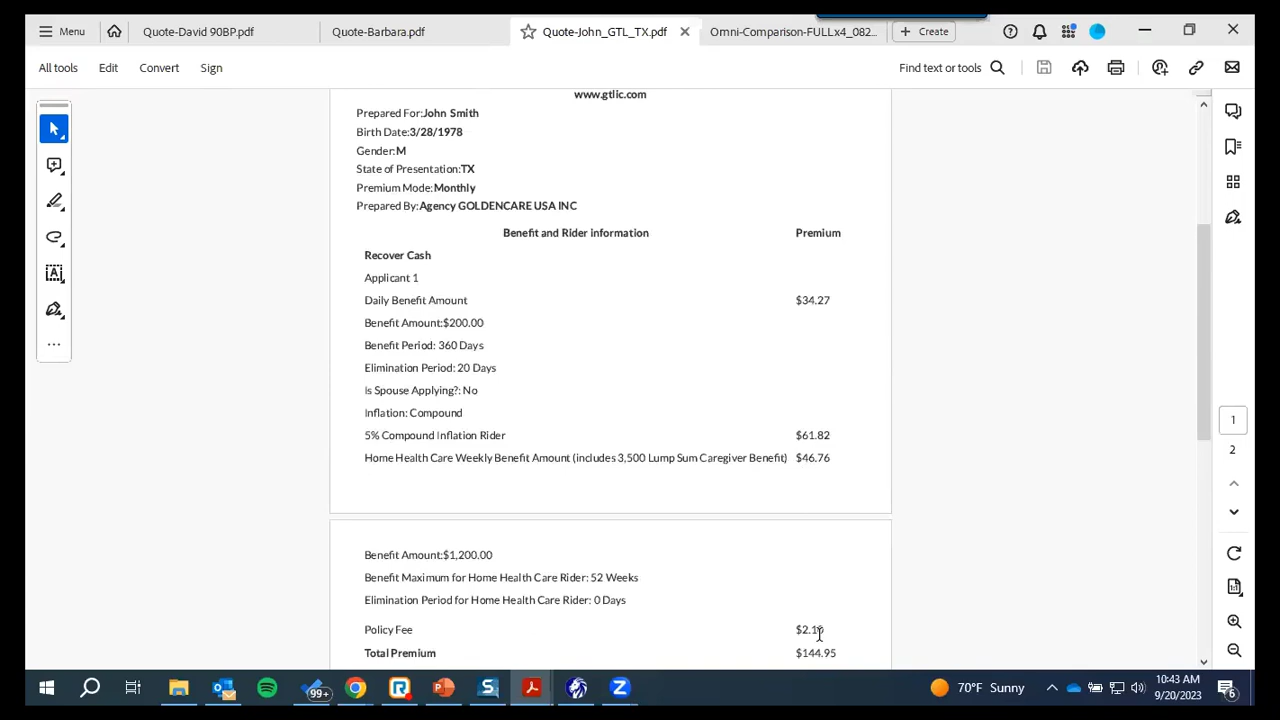 Menu
Quote-David 90BP.pdf
Quote-Barbara.pdf
Quote-John_GTL_TX.pdf
Omni-Comparison-FULLx4_082...
Create
All tools
Edit
Convert
Sign
Find text or tools
www.gtlic.com
Prepared For:John Smith
Birth Date:3/28/1978
Gender:M
State of Presentation:TX
Premium Mode:Monthly
Prepared By:Agency GOLDENCARE USA INC
Benefit and Rider information Premium
Recover Cash
Applicant 1
Daily Benefit Amount $34.27
Benefit Amount:$200.00
Benefit Period: 360 Days
Elimination Period: 20 Days
Is Spouse Applying?: No
Inflation: Compound
5% Compound Inflation Rider $61.82
Home Health Care Weekly Benefit Amount (includes 3,500 Lump Sum Caregiver Benefit) $46.76
1
2
Benefit Amount:$1,200.00
Benefit Maximum for Home Health Care Rider: 52 Weeks
Elimination Period for Home Health Care Rider: 0 Days
Policy Fee
Total Premium $144.95
99+
70°F Sunny
10:43 AM
9/20/2023
6